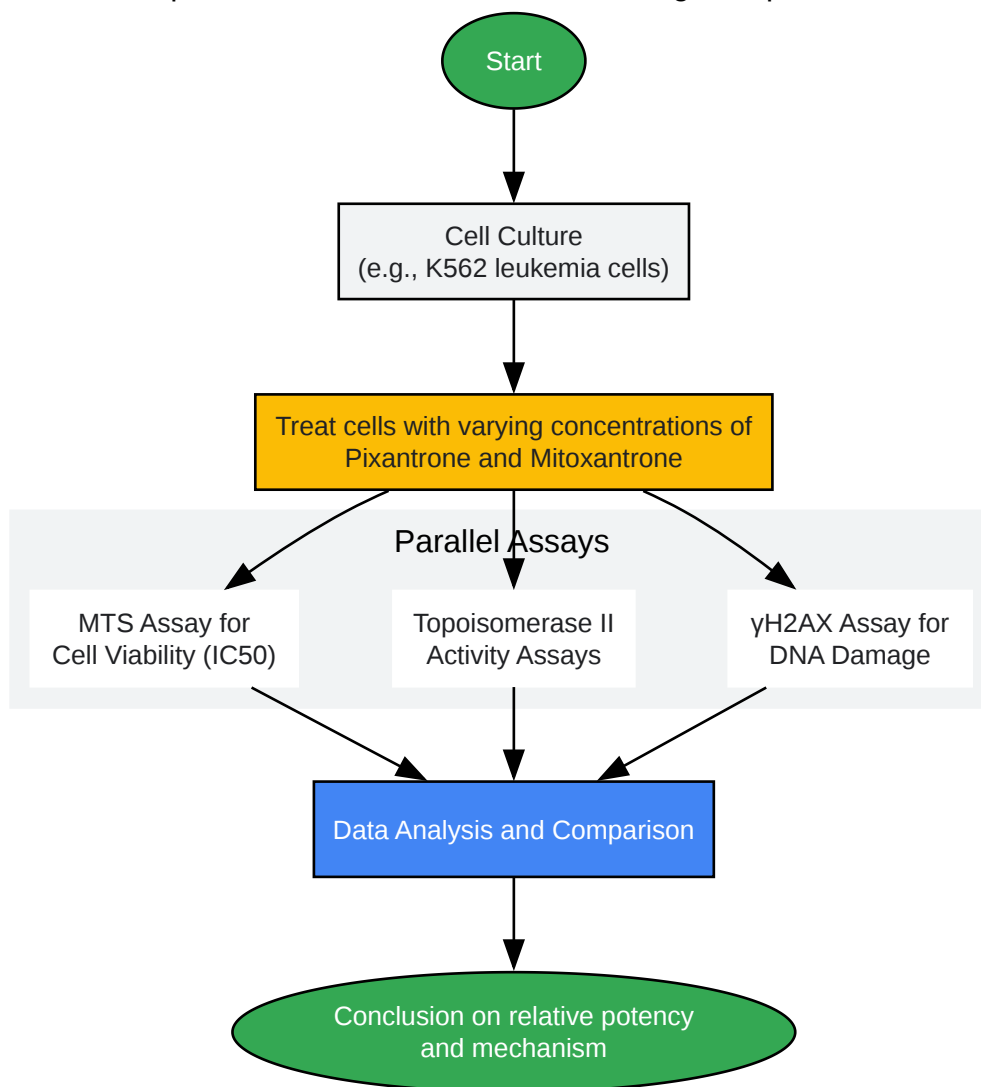 Start
Cell Culture
(e.g., K562 leukemia cells)
Treat cells with varying concentrations of
Pixantrone and Mitoxantrone
Parallel Assays
MTS Assay for
Cell Viability (IC50)
Topoisomerase II
Activity Assays
γH2AX Assay for
DNA Damage
Data Analysis and Comparison
Conclusion on relative potency
and mechanism